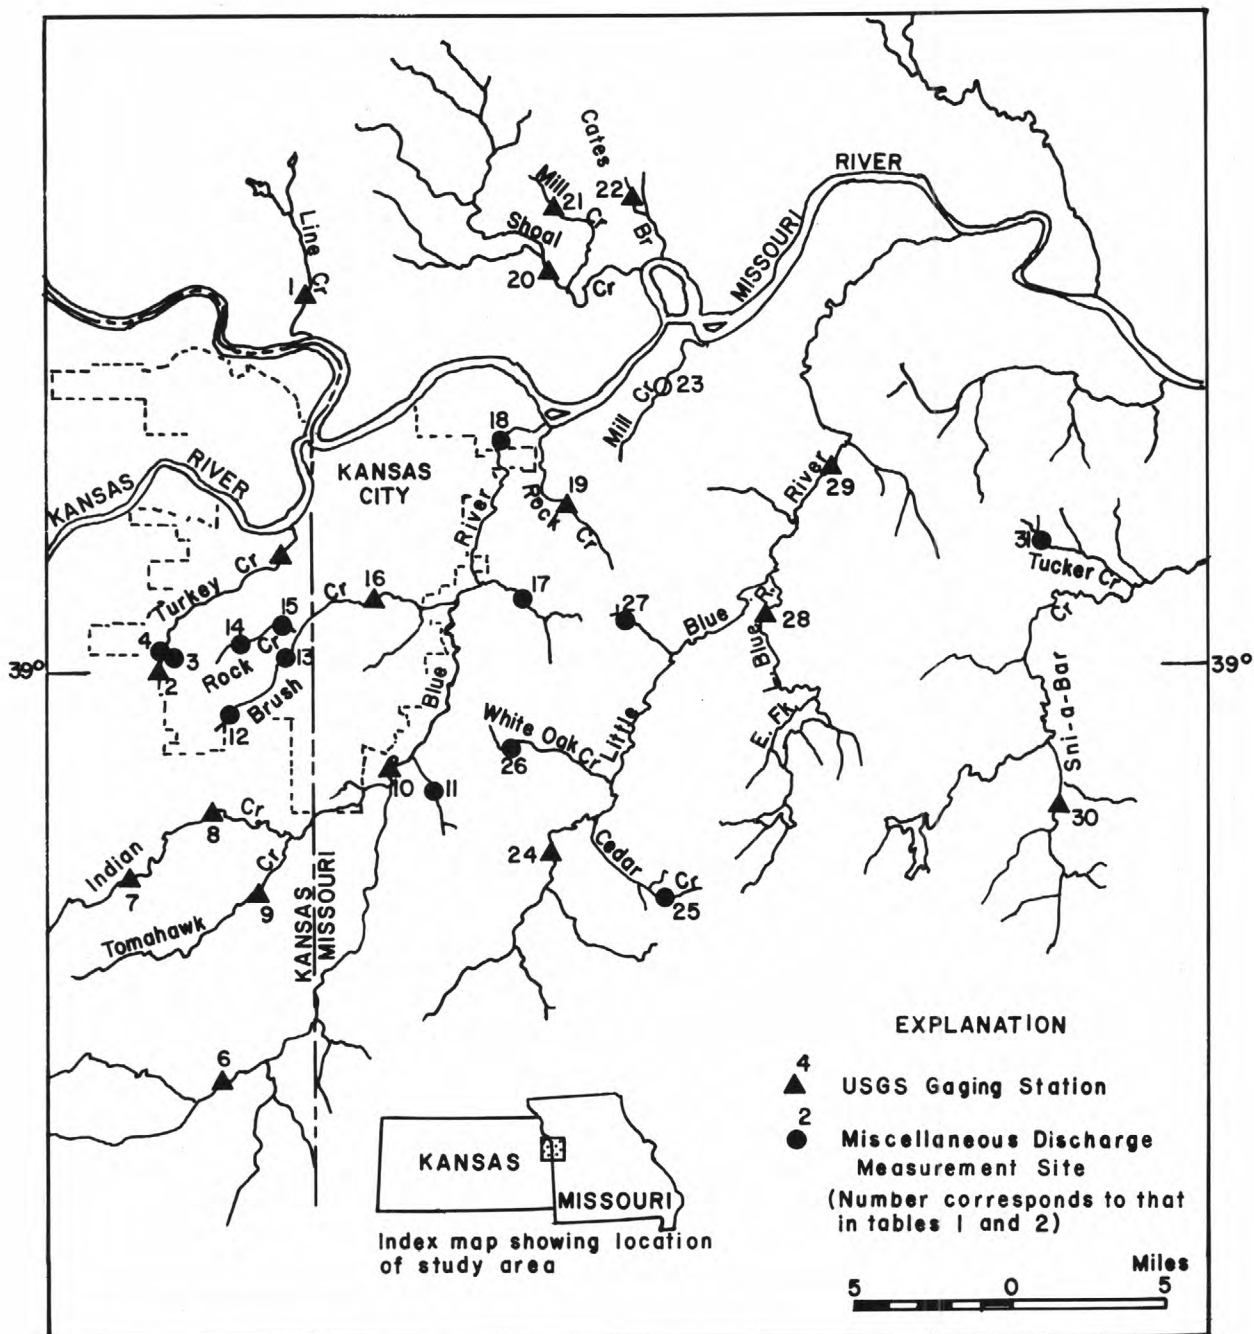 Cates
22
Br
Mill
21
Cr
Shoal
20
Cr
RIVER
MISSOURI
Line
Cr
1
23
Mill Cr
18
KANSAS RIVER
KANSAS
CITY
River
Rock
19
Cr
River
29
31
Tucker Cr
Turkey Cr
Cr
16
17
27
Blue
R.
28
Blue
E. Fk.
4
3
2
14
15
Rock Cr
13
Brush
12
39°
39°
Blue
White Oak
Cr
26
Little
Cr
Sni-a-Bar
30
10
11
8
Cr
Indian
7
Cr
9
Tomahawk
KANSAS
MISSOURI
24
Cedar
Cr
25
6
EXPLANATION
4
USGS Gaging Station
2
Miscellaneous Discharge
Measurement Site
(Number corresponds to that
in tables 1 and 2)
KANSAS
MISSOURI
Index map showing location
of study area
Miles
5 0 5